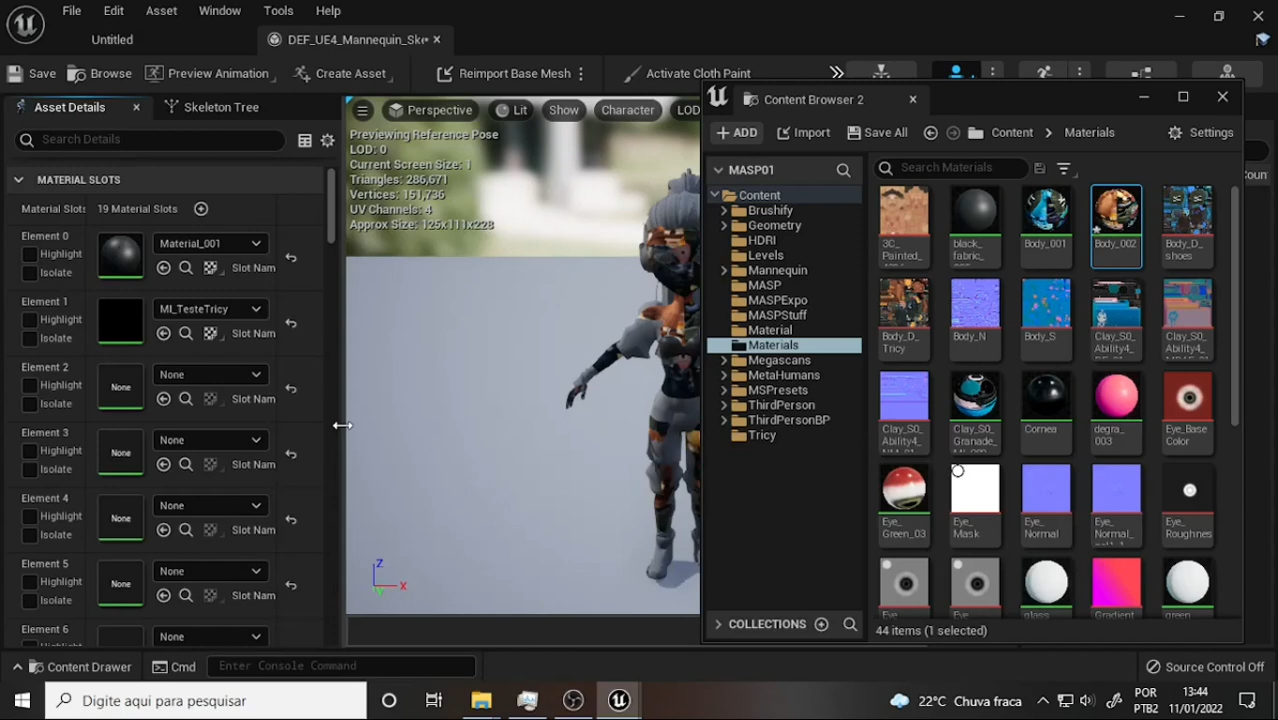 File Edit Asset Window Tools Help
Untitled
DEF_UE4_Mannequin_Ske
Save Browse Preview Animation Create Asset Reimport Base Mesh Activate Cloth Paint
Asset Details Skeleton Tree
Search Details
MATERIAL SLOTS
Material Slots 19 Material Slots
Element 0
Highlight
Isolate
Material_001
Slot Nam
Element 1
Highlight
Isolate
MI_TesteTricy
Slot Nam
Element 2
Highlight
Isolate
None
None
Slot Nam
Element 3
Highlight
Isolate
None
None
Slot Nam
Element 4
Highlight
Isolate
None
None
Slot Nam
Element 5
Highlight
Isolate
None
None
Slot Nam
Element 6
None
Perspective Lit Show Character LOD
Previewing Reference Pose
LOD: 0
Current Screen Size: 1
Triangles: 286,671
Vertices: 151,736
UV Channels: 4
Approx Size: 125x111x228
Z
X
Y
Content Browser 2
ADD Import Save All Content Materials Settings
MASP01
Search Materials
Content
Brushify
Geometry
HDRI
Levels
Mannequin
MASP
MASPExpo
MASPStuff
Material
Materials
Megascans
MetaHumans
MSPresets
ThirdPerson
ThirdPersonBP
Tricy
3C_
Painted_
black_
fabric_
Body_001
Body_002
Body_D_
shoes
Body_D_
Tricy
Body_N
Body_S
Clay_S0_
Ability4_
Clay_S0_
Ability4_
Clay_S0_
Ability4_
Clay_S0_
Granade_
Cornea
degra_
003
Eye_Base
Color
Eye_
Green_03
Eye_
Mask
Eye_
Normal
Eye_
Normal_
Eye_
Roughnes
Eye_
Eye_
glass_
Gradient
green_
COLLECTIONS
44 items (1 selected)
Coun
Content Drawer Cmd Enter Console Command Source Control Off
Digite aqui para pesquisar
22°C Chuva fraca
POR
PTB2
13:44
11/01/2022